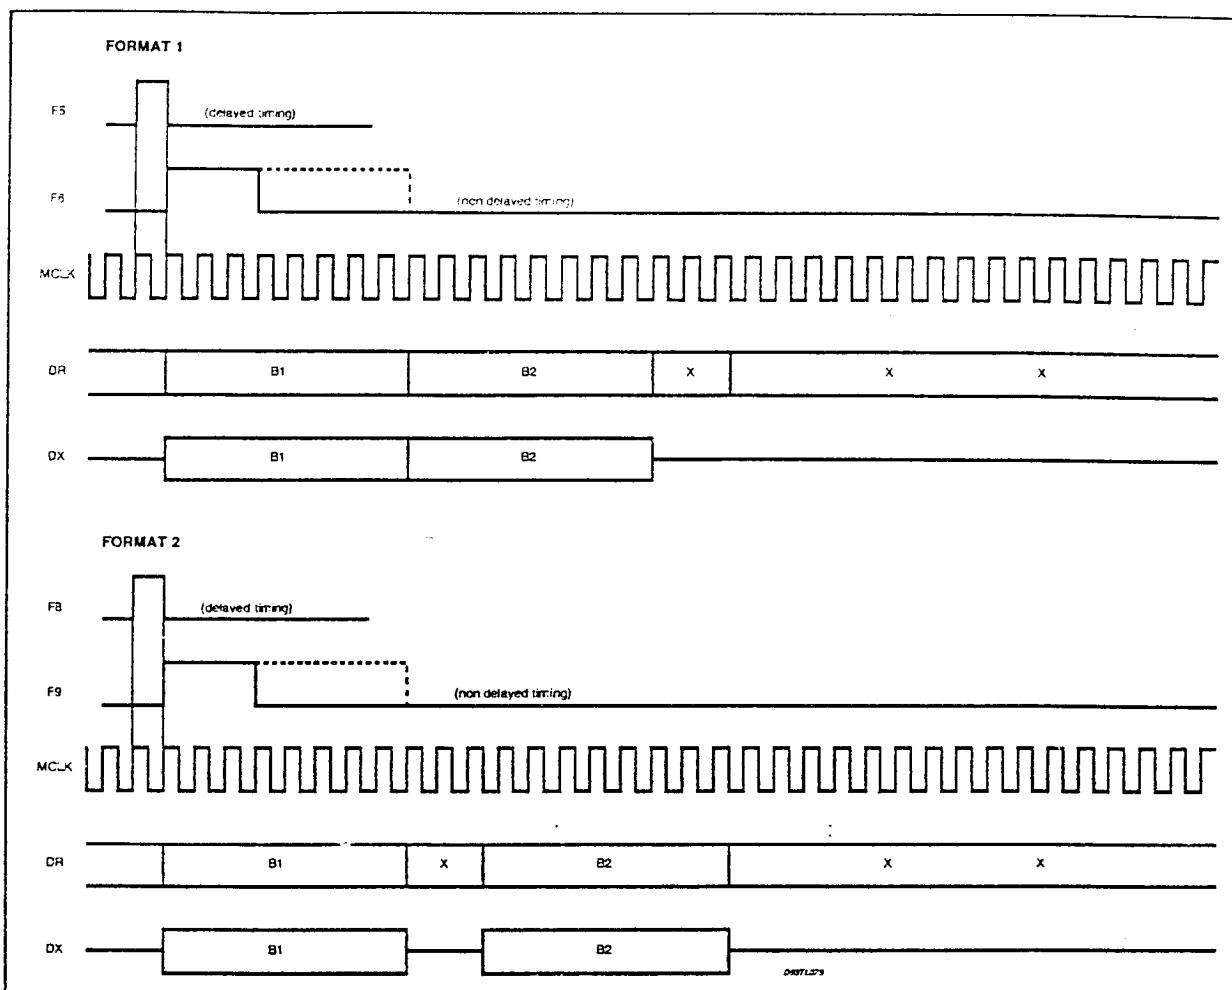 FORMAT 1
(delayed timing)
F6
(non delayed timing)
MCLK
DR B1 B2 X X X
DX B1 B2
FORMAT 2
F8 (delayed timing)
F9 (non delayed timing)
MCLK
DR B1 X B2 X X
DX B1 B2